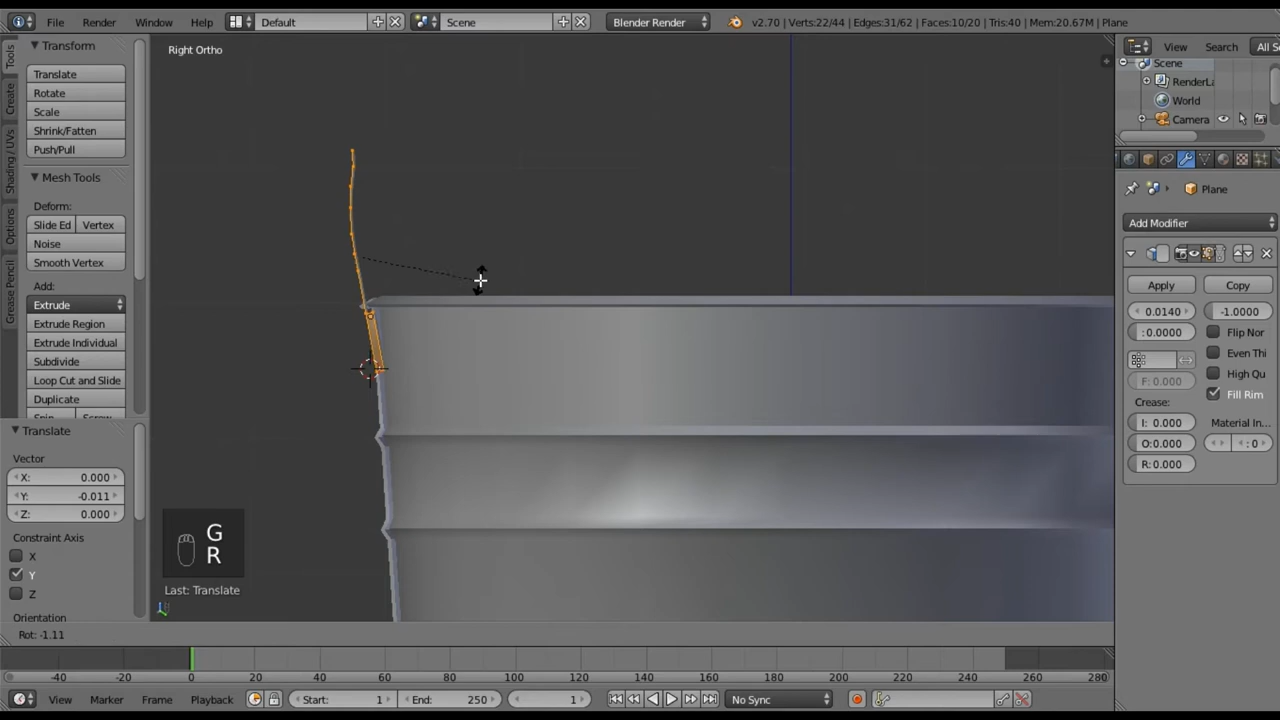 File Render Window Help Default Scene Blender Render v2.70 | Verts:22/44 | Edges:31/62 | Faces:10/20 | Tris:40 | Mem:20.67M | Plane
Right Ortho
Tools
Create
Shading / UVs
Options
Grease Pencil
Transform
Translate
Rotate
Scale
Shrink/Fatten
Push/Pull
Mesh Tools
Deform:
Slide Ed Vertex
Noise
Smooth Vertex
Add:
Extrude
Extrude Region
Extrude Individual
Subdivide
Loop Cut and Slide
Duplicate
Spin Screw
Translate
Vector
X: 0.000
Y: -0.011
Z: 0.000
Constraint Axis
X
Y
Z
Orientation
G
R
Last: Translate
Rot: -1.11
View Search All S
Scene
RenderLa
World
Camera
Plane
Add Modifier
Apply Copy
0.0140 -1.0000
: 0.0000 Flip Nor
Even Thi
High Qu
F: 0.000 Fill Rim
Crease:
I: 0.000 Material In...
O:0.000 : 0
R: 0.000
-40 -20 0 20 40 60 80 100 120 140 160 180 200 220 240 260 280
View Marker Frame Playback Start: 1 End: 250 1 No Sync